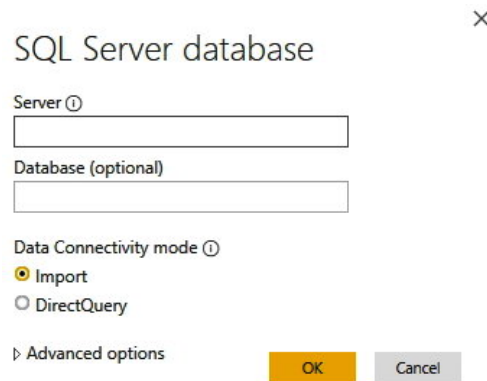 SQL Server database
Server
Database (optional)
Data Connectivity mode
Import
DirectQuery
Advanced options
OK Cancel